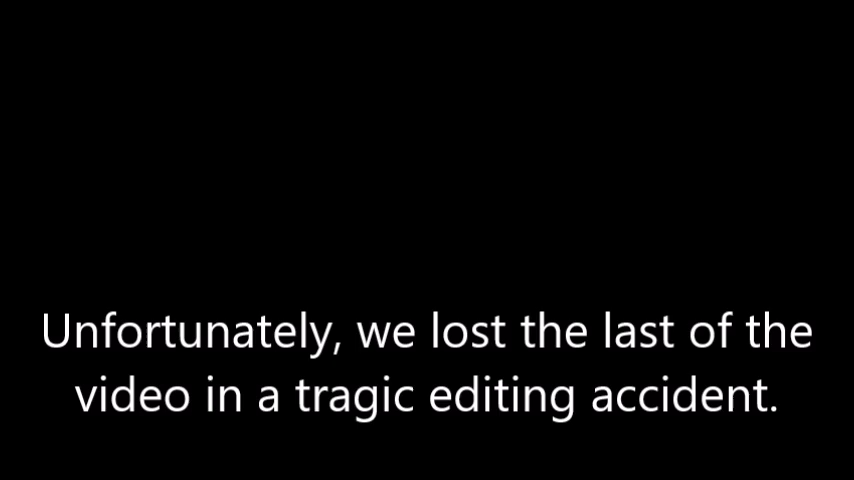 Unfortunately, we lost the last of the
video in a tragic editing accident.